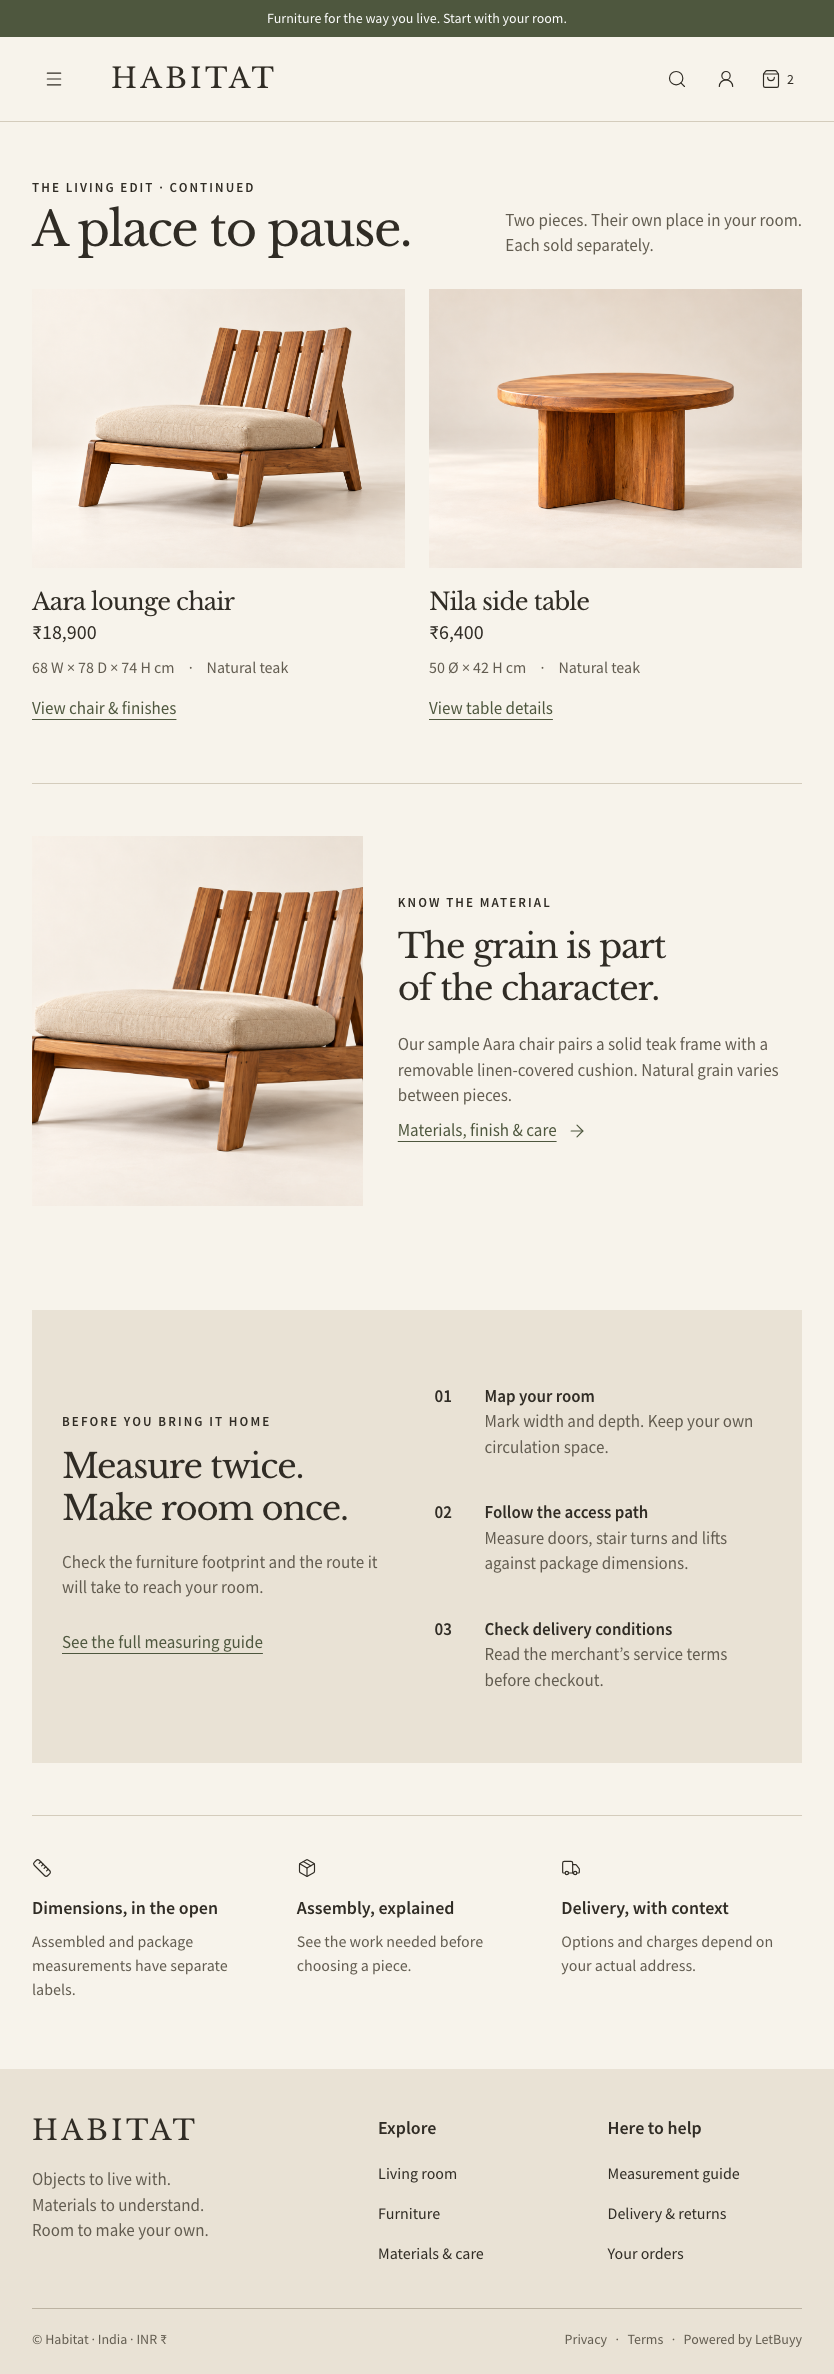 Furniture for the way you live. Start with your room.
HABITAT
2
THE LIVING EDIT · CONTINUED
A place to pause.
Two pieces. Their own place in your room.
Each sold separately.
Aara lounge chair
₹18,900
68 W × 78 D × 74 H cm · Natural teak
View chair & finishes
Nila side table
₹6,400
50 Ø × 42 H cm · Natural teak
View table details
KNOW THE MATERIAL
The grain is part
of the character.
Our sample Aara chair pairs a solid teak frame with a
removable linen-covered cushion. Natural grain varies
between pieces.
Materials, finish & care →
BEFORE YOU BRING IT HOME
Measure twice.
Make room once.
Check the furniture footprint and the route it
will take to reach your room.
See the full measuring guide
01 Map your room
Mark width and depth. Keep your own
circulation space.
02 Follow the access path
Measure doors, stair turns and lifts
against package dimensions.
03 Check delivery conditions
Read the merchant’s service terms
before checkout.
Dimensions, in the open
Assembled and package
measurements have separate
labels.
Assembly, explained
See the work needed before
choosing a piece.
Delivery, with context
Options and charges depend on
your actual address.
HABITAT
Objects to live with.
Materials to understand.
Room to make your own.
Explore
Living room
Furniture
Materials & care
Here to help
Measurement guide
Delivery & returns
Your orders
© Habitat · India · INR ₹
Privacy · Terms · Powered by LetBuyy